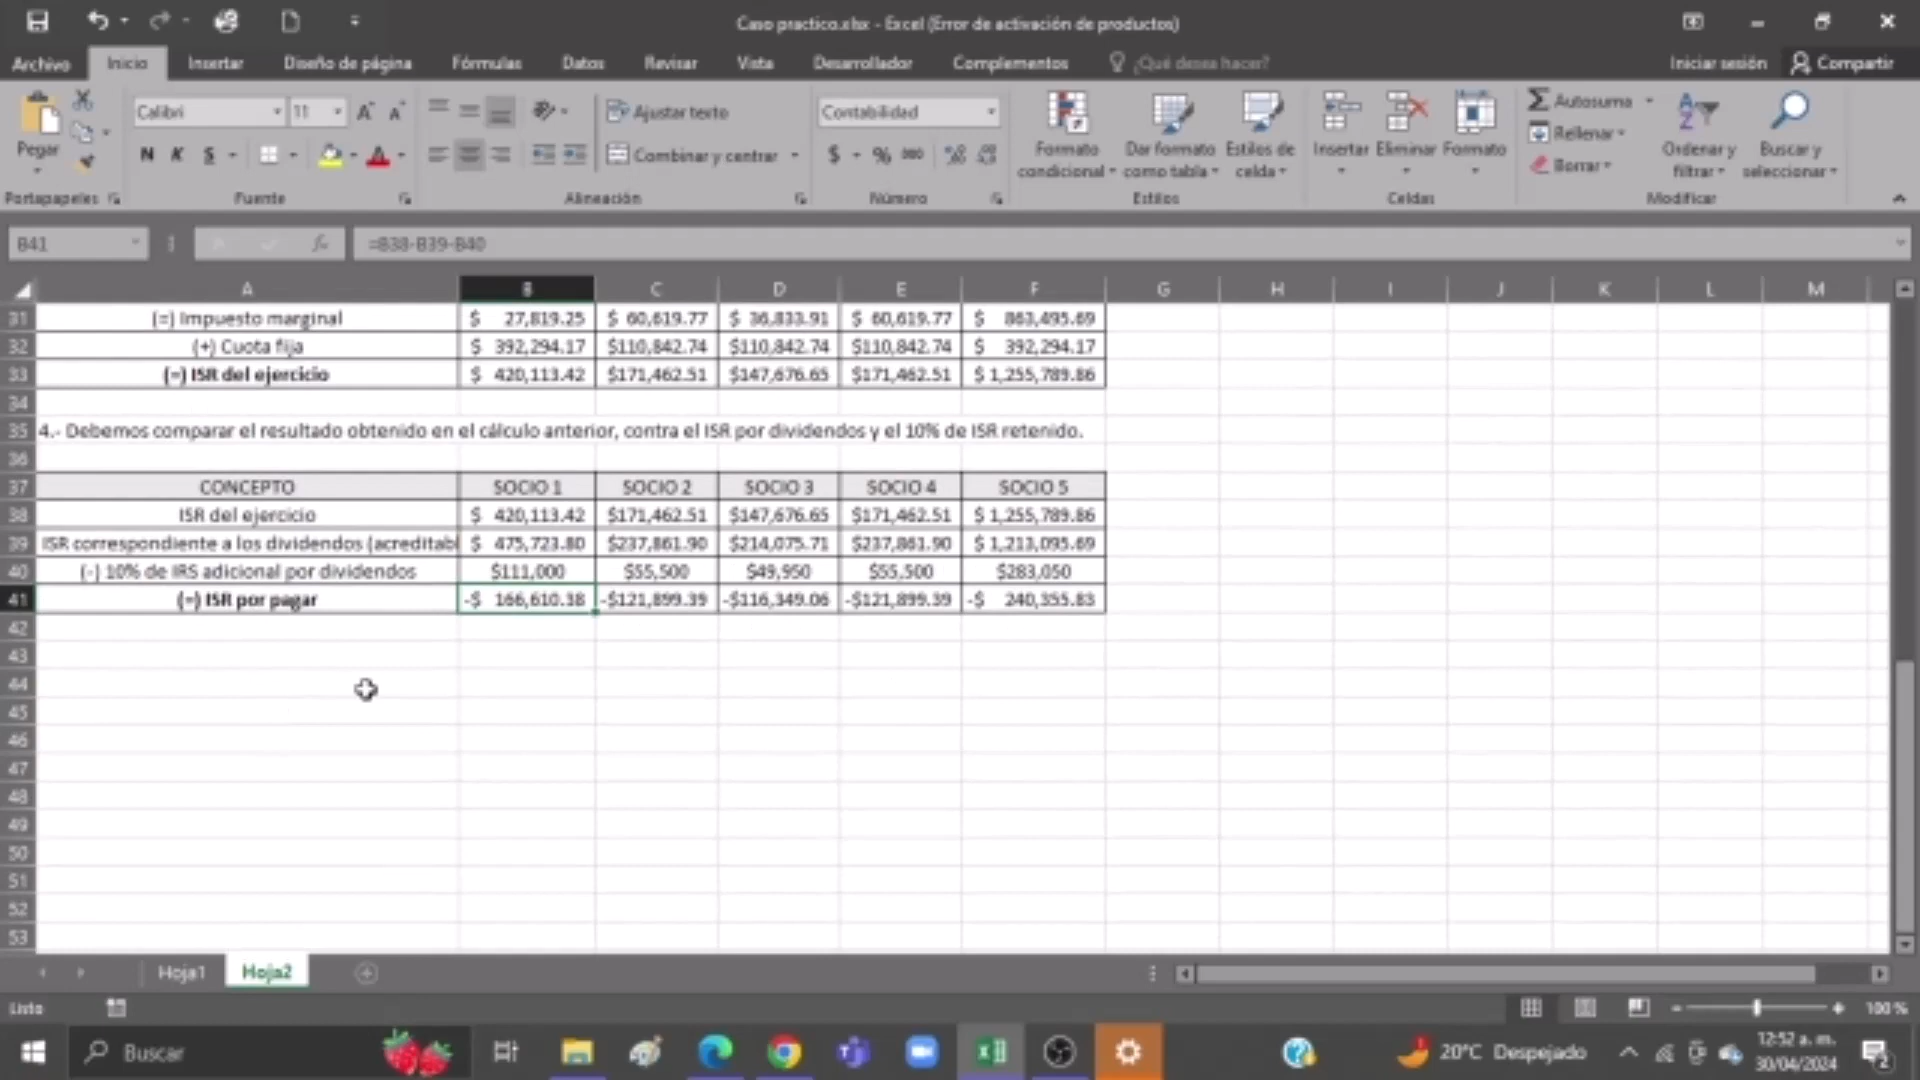 Caso practico.xlsx - Excel (Error de activación de productos)
Archivo Inicio Insertar Diseño de página Fórmulas Datos Revisar Vista Desarrollador Complementos ¿Qué desea hacer? Iniciar sesión Compartir
Calibri 11 Ajustar texto Contabilidad Autosuma
Pegar N K S Combinar y centrar $ % 000 Formato condicional Dar formato como tabla Estilos de celda Insertar Eliminar Formato Rellenar Borrar Ordenar y filtrar Buscar y seleccionar
Portapapeles Fuente Alineación Número Estilos Celdas Modificar
B41 fx =B38-B39-B40
A B C D E F G H I J K L M
31 (=) Impuesto marginal $ 27,819.25 $ 60,619.77 $ 36,833.91 $ 60,619.77 $ 863,495.69
32 (+) Cuota fija $ 392,294.17 $110,842.74 $110,842.74 $110,842.74 $ 392,294.17
33 (=) ISR del ejercicio $ 420,113.42 $171,462.51 $147,676.65 $171,462.51 $ 1,255,789.86
34
35 4.- Debemos comparar el resultado obtenido en el cálculo anterior, contra el ISR por dividendos y el 10% de ISR retenido.
36
37 CONCEPTO SOCIO 1 SOCIO 2 SOCIO 3 SOCIO 4 SOCIO 5
38 ISR del ejercicio $ 420,113.42 $171,462.51 $147,676.65 $171,462.51 $ 1,255,789.86
39 ISR correspondiente a los dividendos (acreditabl $ 475,723.80 $237,861.90 $214,075.71 $237,861.90 $ 1,213,095.69
40 (-) 10% de IRS adicional por dividendos $111,000 $55,500 $49,950 $55,500 $283,050
41 (=) ISR por pagar -$ 166,610.38 -$121,899.39 -$116,349.06 -$121,899.39 -$ 240,355.83
42
43
44
45
46
47
48
49
50
51
52
53
Hoja1 Hoja2
Listo 100 %
Buscar 20°C Despejado 12:52 a. m.
30/04/2024 2